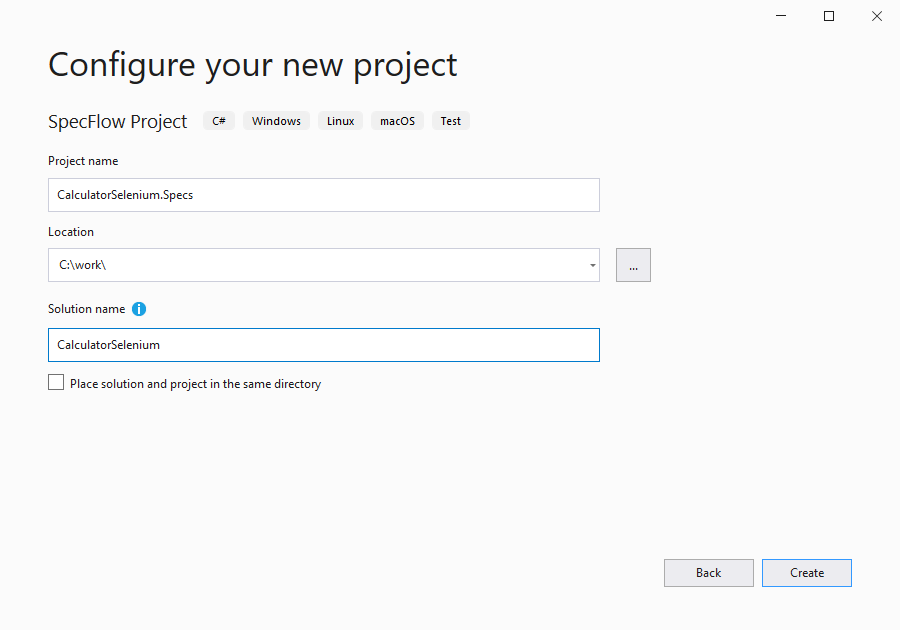 Configure your new project
SpecFlow Project C# Windows Linux macOS Test
Project name
CalculatorSelenium.Specs
Location
C:\work\
...
Solution name
CalculatorSelenium
Place solution and project in the same directory
Back Create